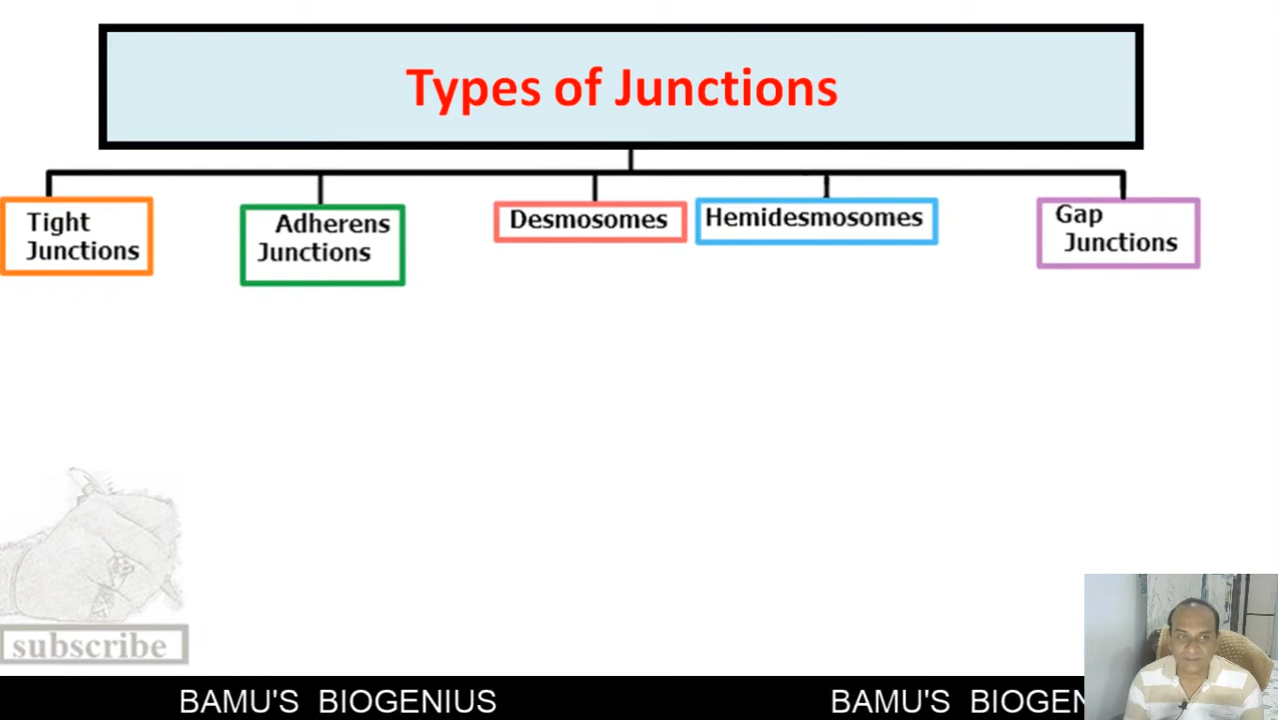 Types of Junctions
Tight
Junctions
Adherens
Junctions
Desmosomes
Hemidesmosomes
Gap
Junctions
subscribe
BAMU'S BIOGENIUS
BAMU'S BIOGEN